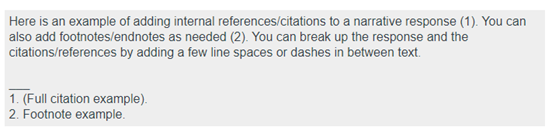 Here is an example of adding internal references/citations to a narrative response (1). You can
also add footnotes/endnotes as needed (2). You can break up the response and the
citations/references by adding a few line spaces or dashes in between text.
___
1. (Full citation example).
2. Footnote example.